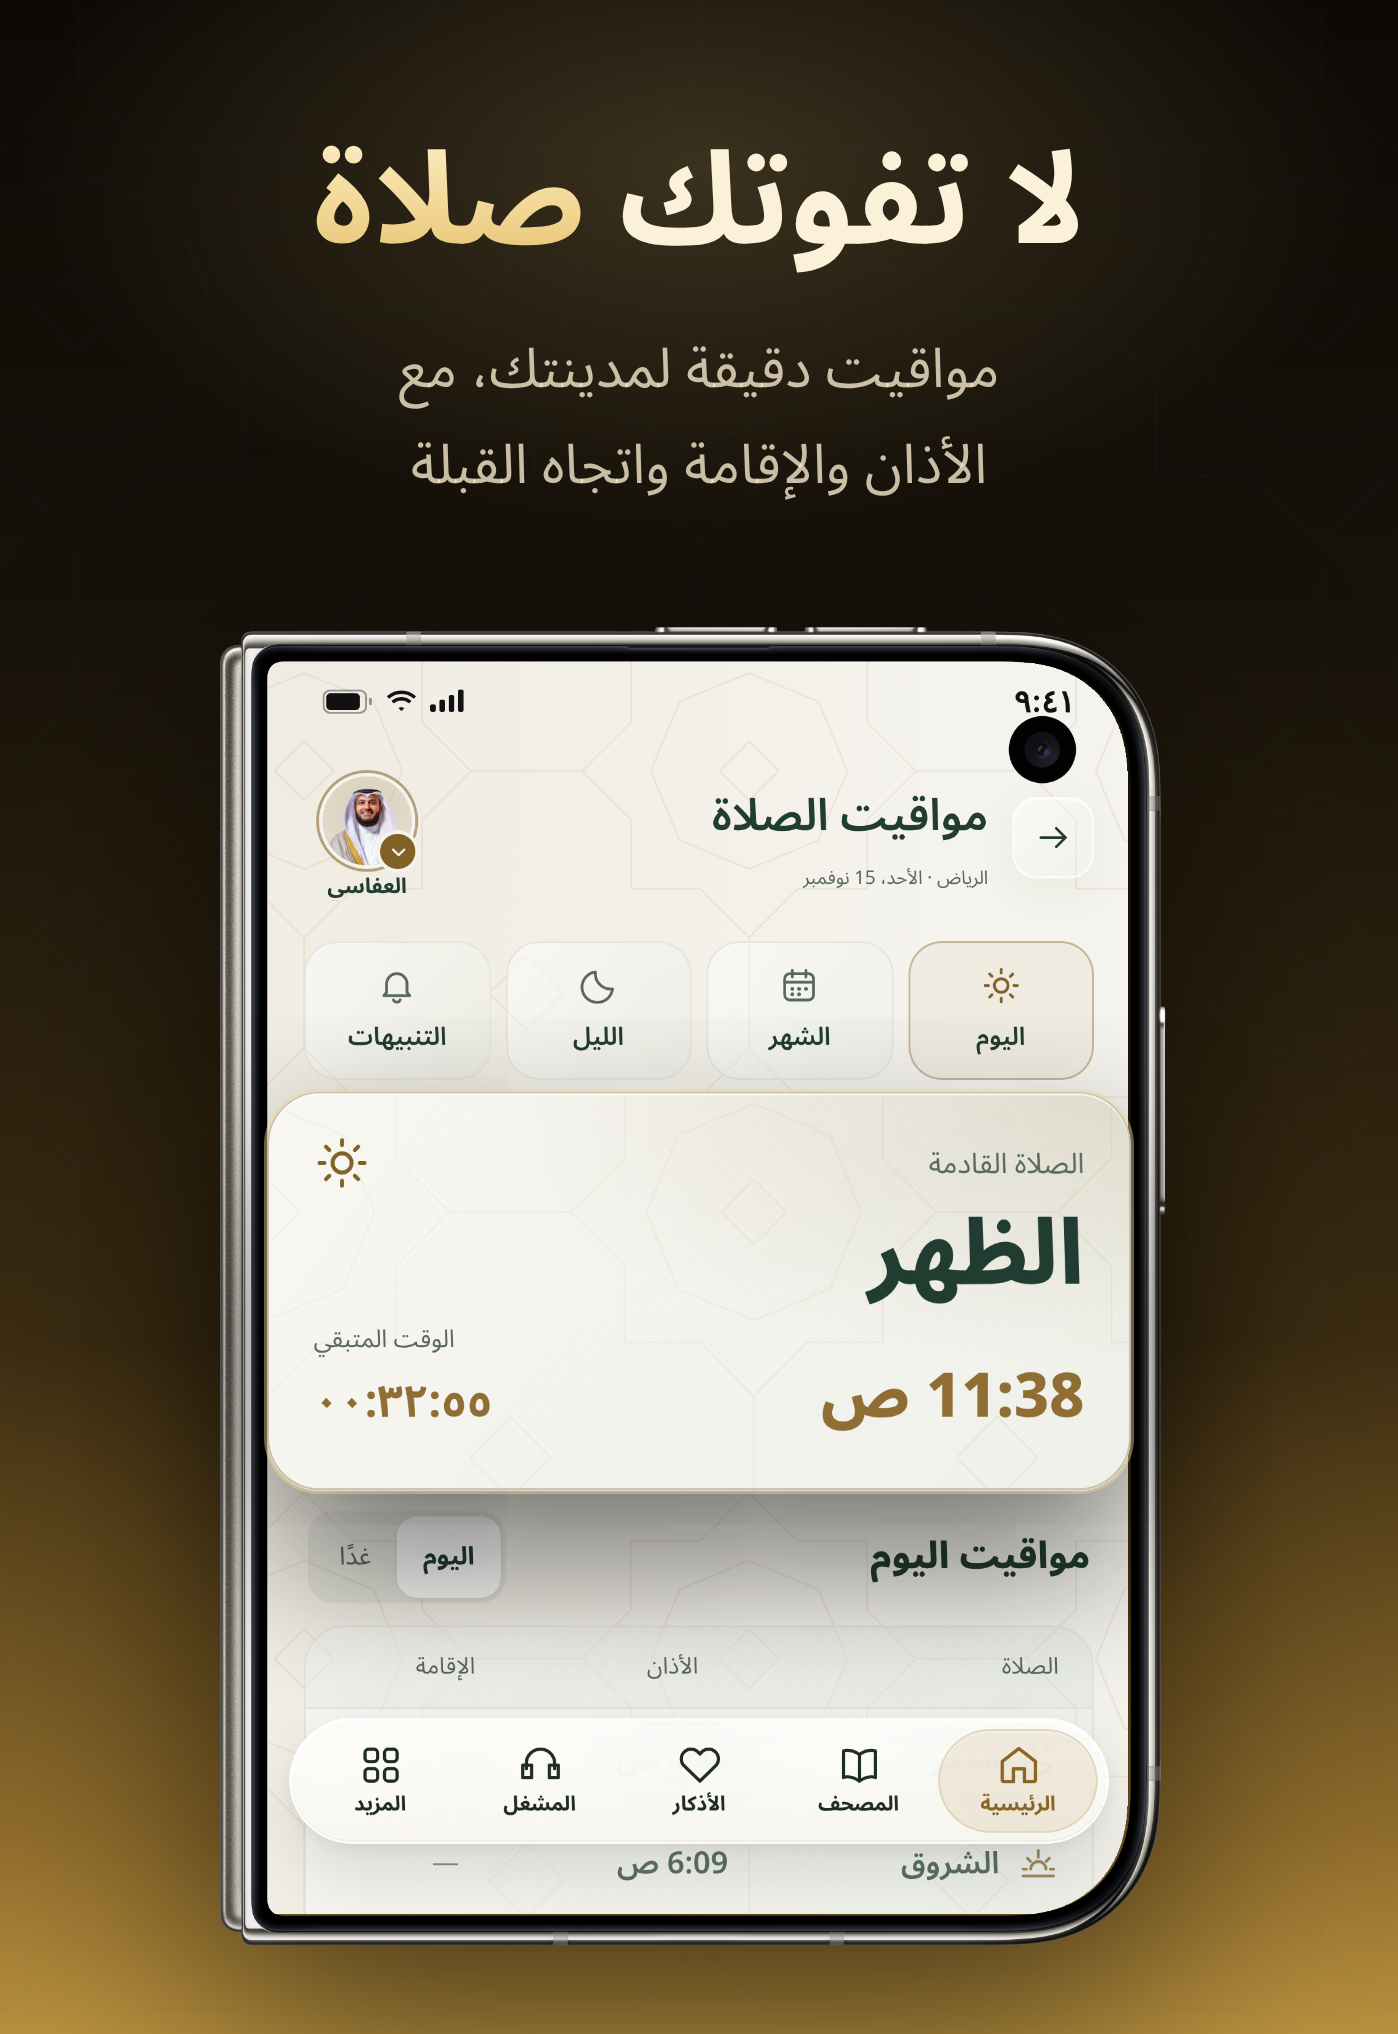 لا تفوتك صلاة
مواقيت دقيقة لمدينتك، مع
الأذان والإقامة واتجاه القبلة
٩:٤١
مواقيت الصلاة
الرياض · الأحد، 15 نوفمبر
العفاسي
اليوم
الشهر
الليل
التنبيهات
الصلاة القادمة
الظهر
11:38 ص
الوقت المتبقي
٠٠:٣٢:٥٥
مواقيت اليوم
اليوم
غدًا
الصلاة
الأذان
الإقامة
الرئيسية
المصحف
الأذكار
المشغل
المزيد
الشروق
6:09 ص
—